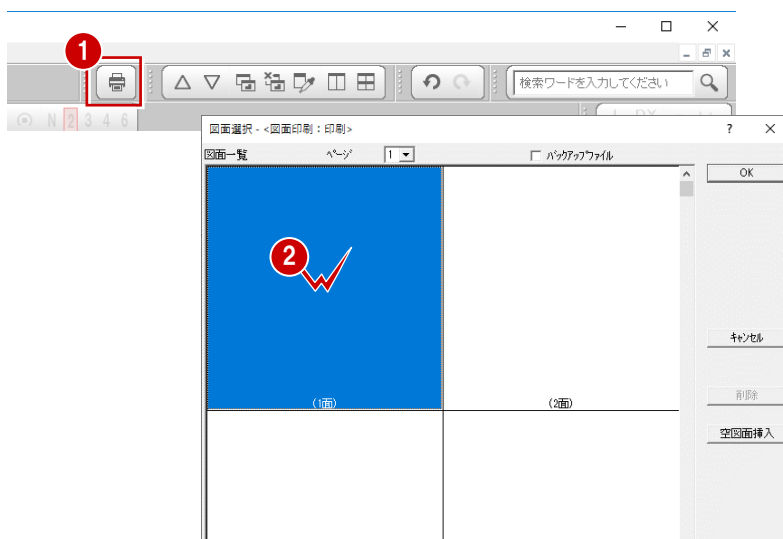 1
検索ワードを入力してください
N 2 3 4 6
図面選択 - <図面印刷：印刷>
図面一覧 ページ 1 バックアップファイル
OK
2
キャンセル
(1面) (2面)
削除
空図面挿入